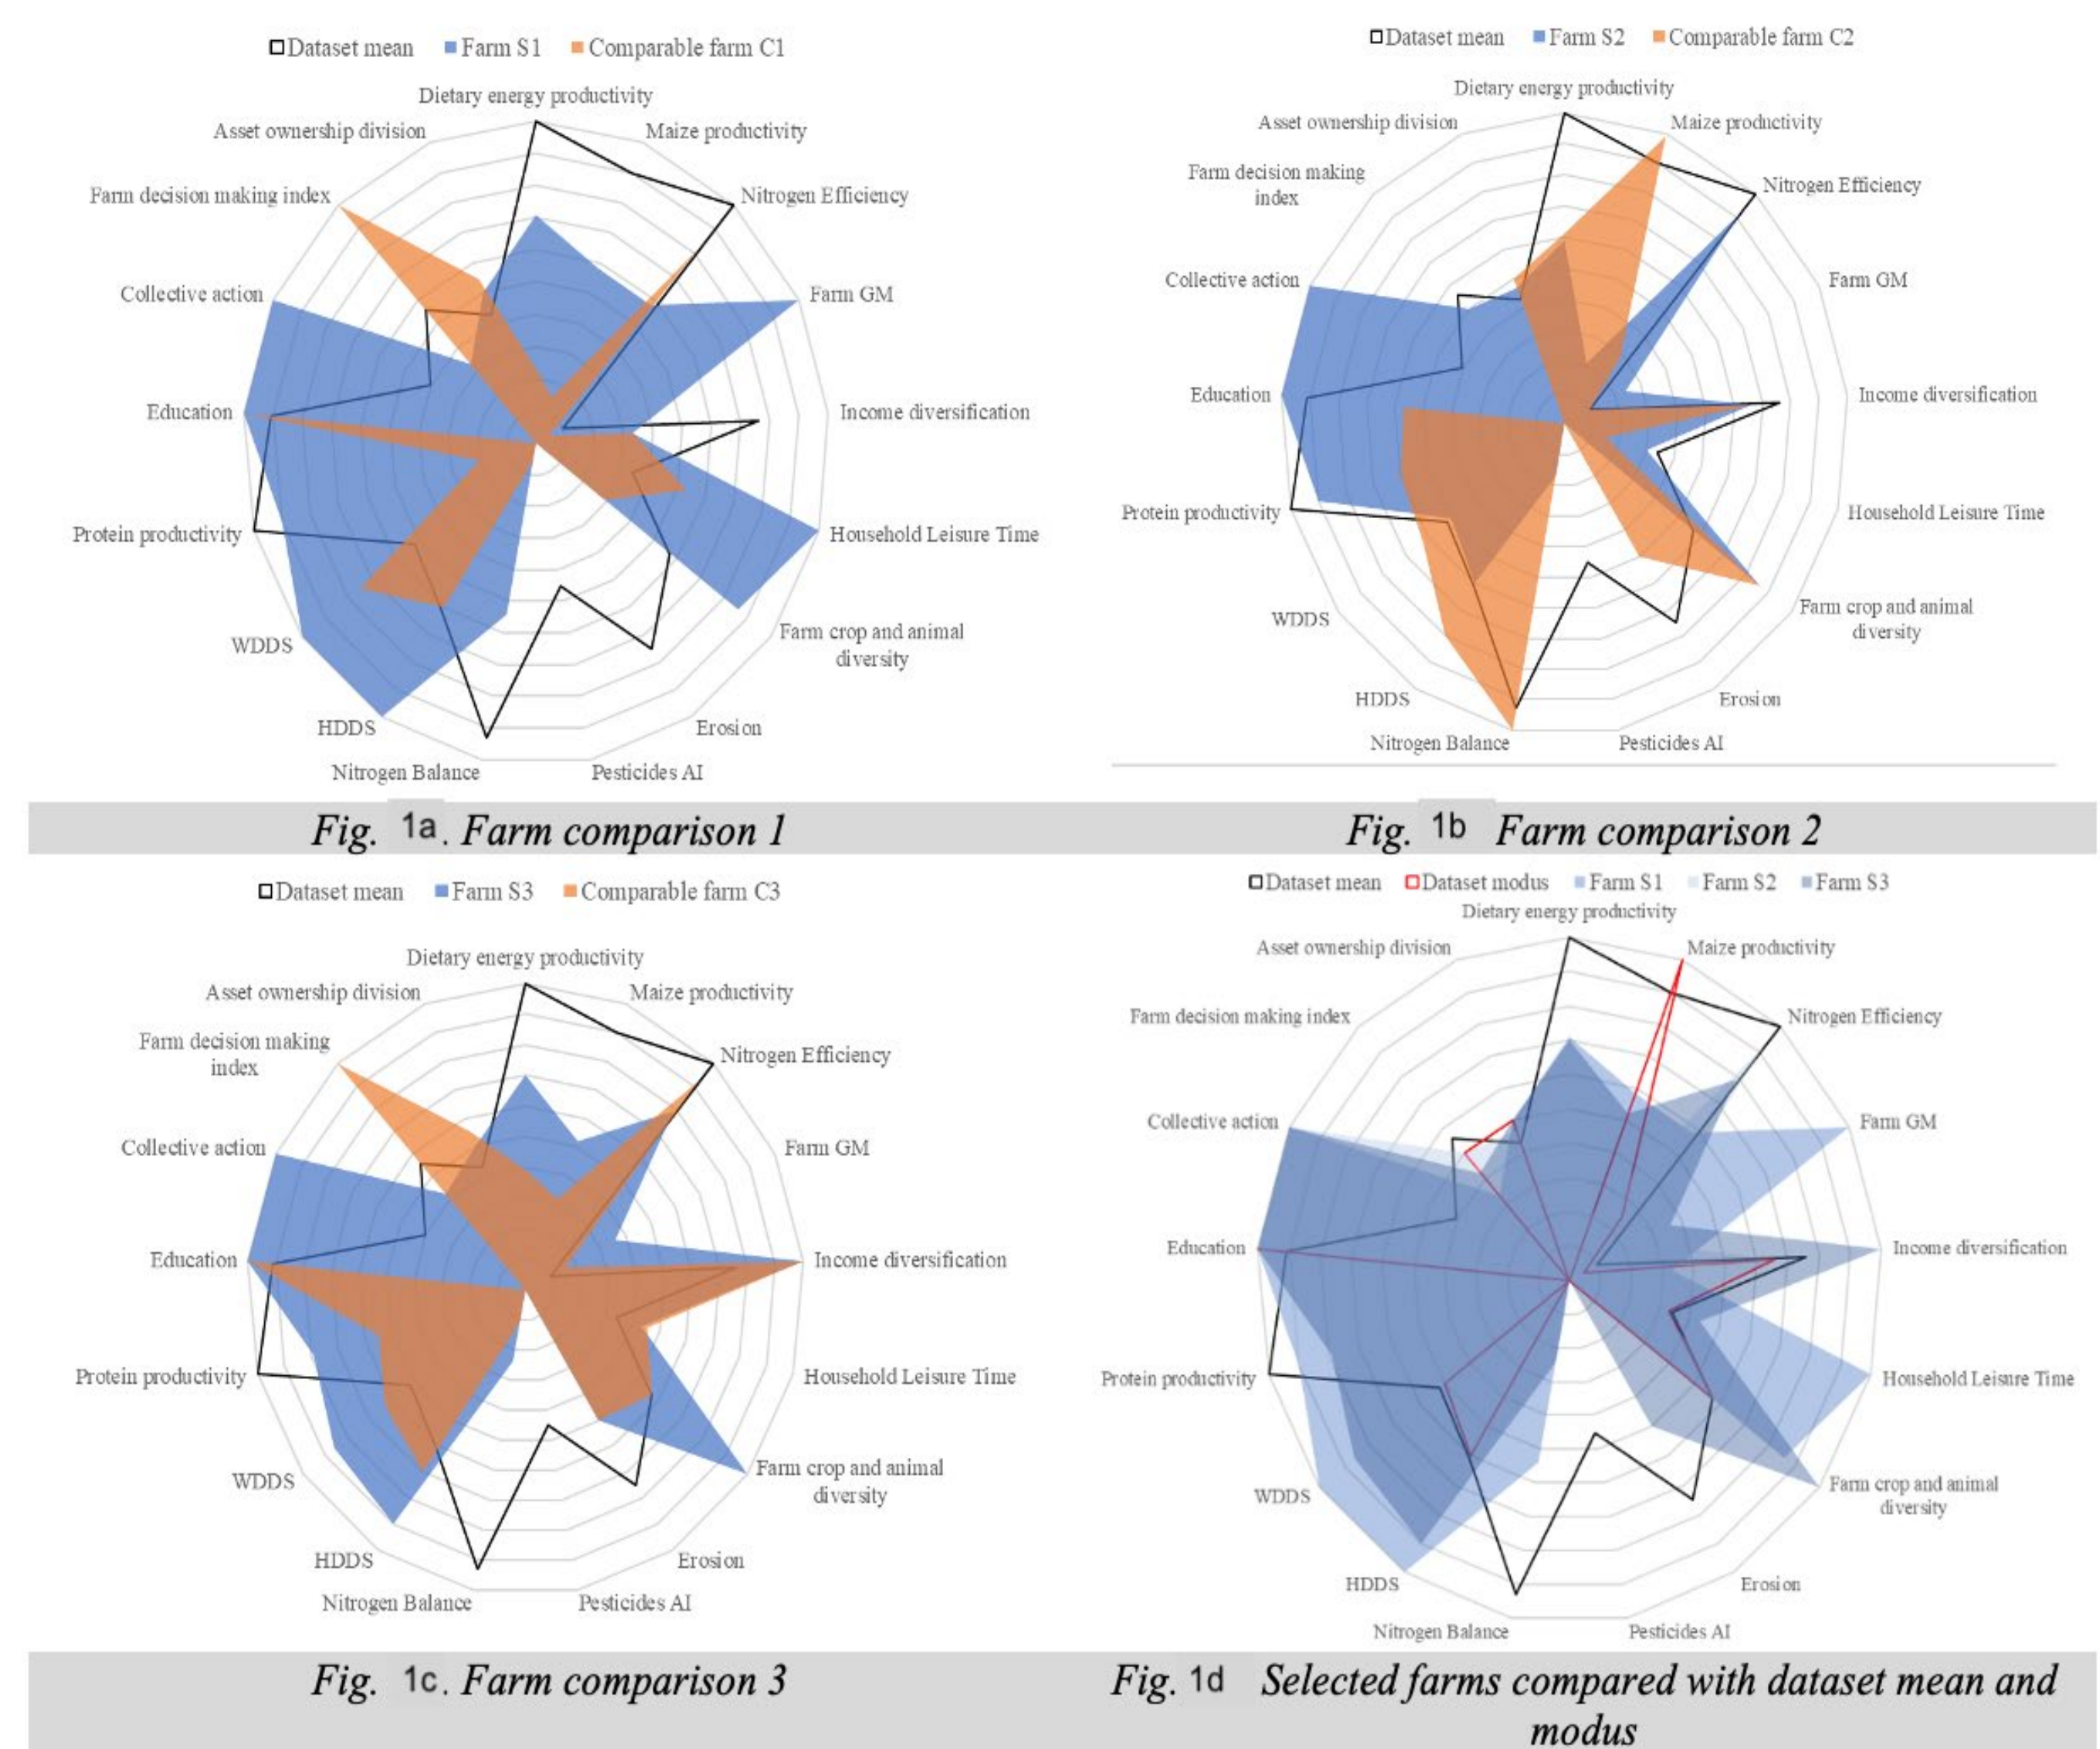 Dataset mean Farm S1 Comparable farm C1
Dietary energy productivity
Asset ownership division
Maize productivity
Farm decision making index
Nitrogen Efficiency
Collective action
Farm GM
Education
Income diversification
Protein productivity
Household Leisure Time
WDDS
Farm crop and animal
diversity
HDDS
Erosion
Nitrogen Balance
Pesticides AI
Fig. 1a. Farm comparison 1
Dataset mean Farm S2 Comparable farm C2
Dietary energy productivity
Asset ownership division
Maize productivity
Farm decision making
index
Nitrogen Efficiency
Collective action
Farm GM
Education
Income diversification
Protein productivity
Household Leisure Time
WDDS
Farm crop and animal
diversity
HDDS
Erosion
Nitrogen Balance
Pesticides AI
Fig. 1b Farm comparison 2
Dataset mean Farm S3 Comparable farm C3
Dietary energy productivity
Asset ownership division
Maize productivity
Farm decision making
index
Nitrogen Efficiency
Collective action
Farm GM
Education
Income diversification
Protein productivity
Household Leisure Time
WDDS
Farm crop and animal
diversity
HDDS
Erosion
Nitrogen Balance
Pesticides AI
Fig. 1c. Farm comparison 3
Dataset mean Dataset modus Farm S1 Farm S2 Farm S3
Dietary energy productivity
Asset ownership division
Maize productivity
Farm decision making index
Nitrogen Efficiency
Collective action
Farm GM
Education
Income diversification
Protein productivity
Household Leisure Time
WDDS
Farm crop and animal
diversity
HDDS
Erosion
Nitrogen Balance
Pesticides AI
Fig. 1d Selected farms compared with dataset mean and
modus